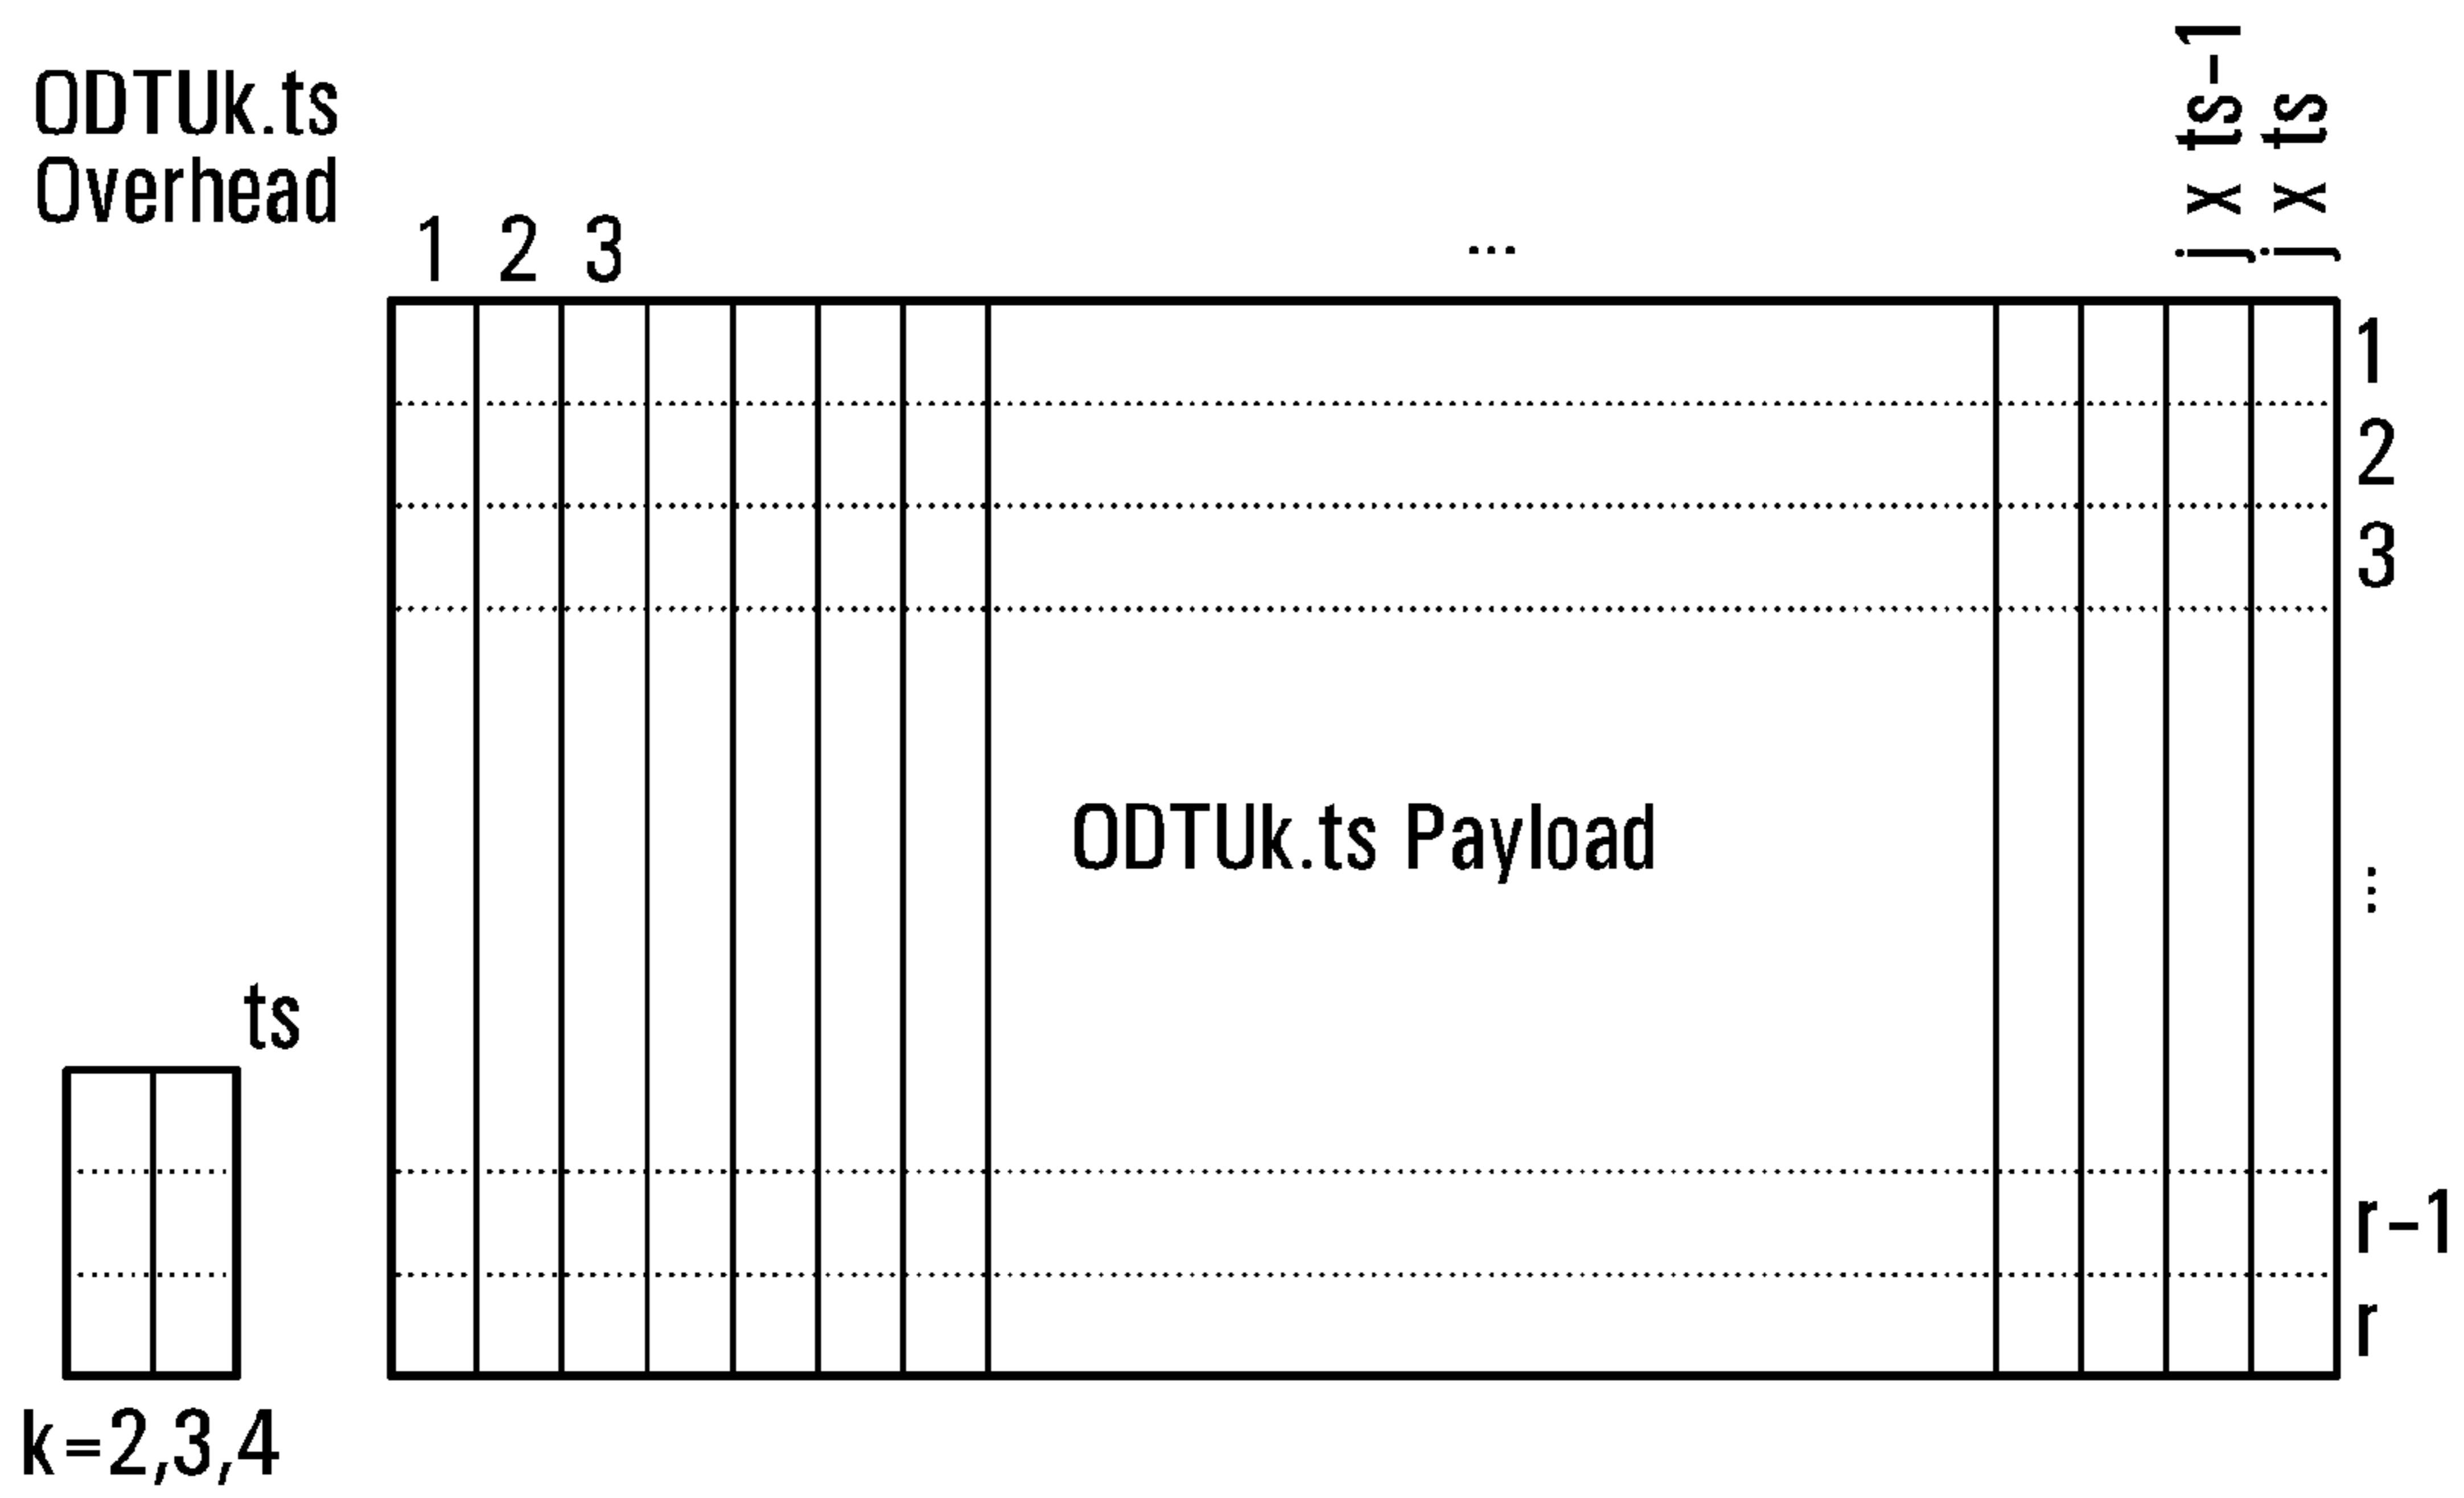 ODTUk.ts
Overhead
1 2 3 ... j x ts-1 j x ts
1
2
3
ODTUk.ts Payload
...
ts
r-1
r
k=2,3,4